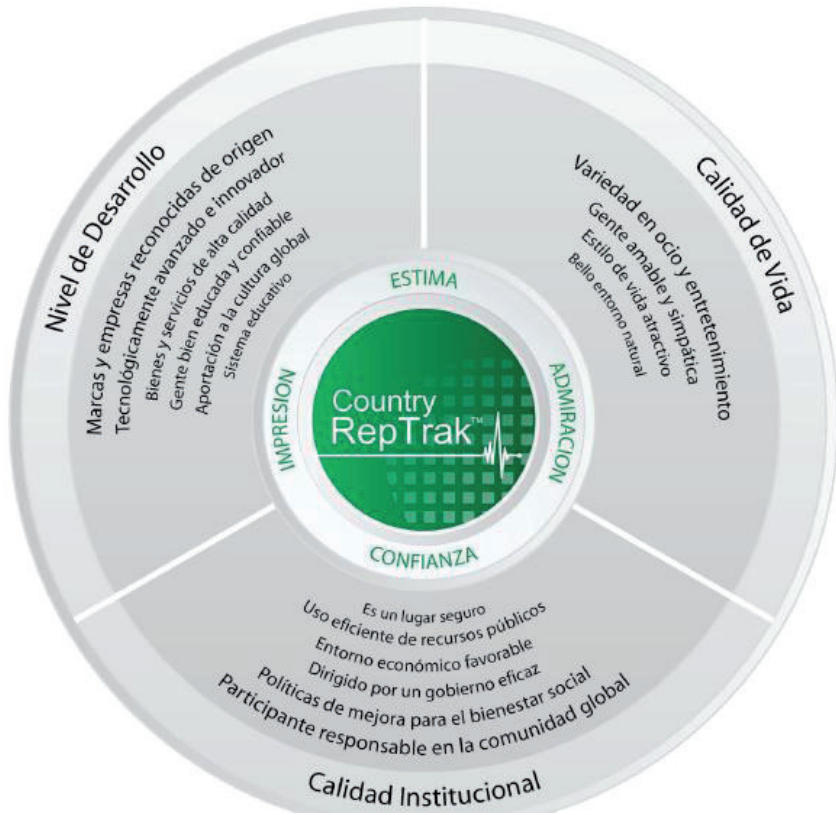 Nivel de Desarrollo
Marcas y empresas reconocidas de origen
Tecnológicamente avanzado e innovador
Bienes y servicios de alta calidad
Gente bien educada y confiable
Aportación a la cultura global
Sistema educativo
Calidad de Vida
Variedad en ocio y entretenimiento
Gente amable y simpática
Estilo de vida atractivo
Bello entorno natural
ESTIMA
IMPRESION
ADMIRACION
CONFIANZA
Country
RepTrak™
Es un lugar seguro
Uso eficiente de recursos públicos
Entorno económico favorable
Dirigido por un gobierno eficaz
Políticas de mejora para el bienestar social
Participante responsable en la comunidad global
Calidad Institucional